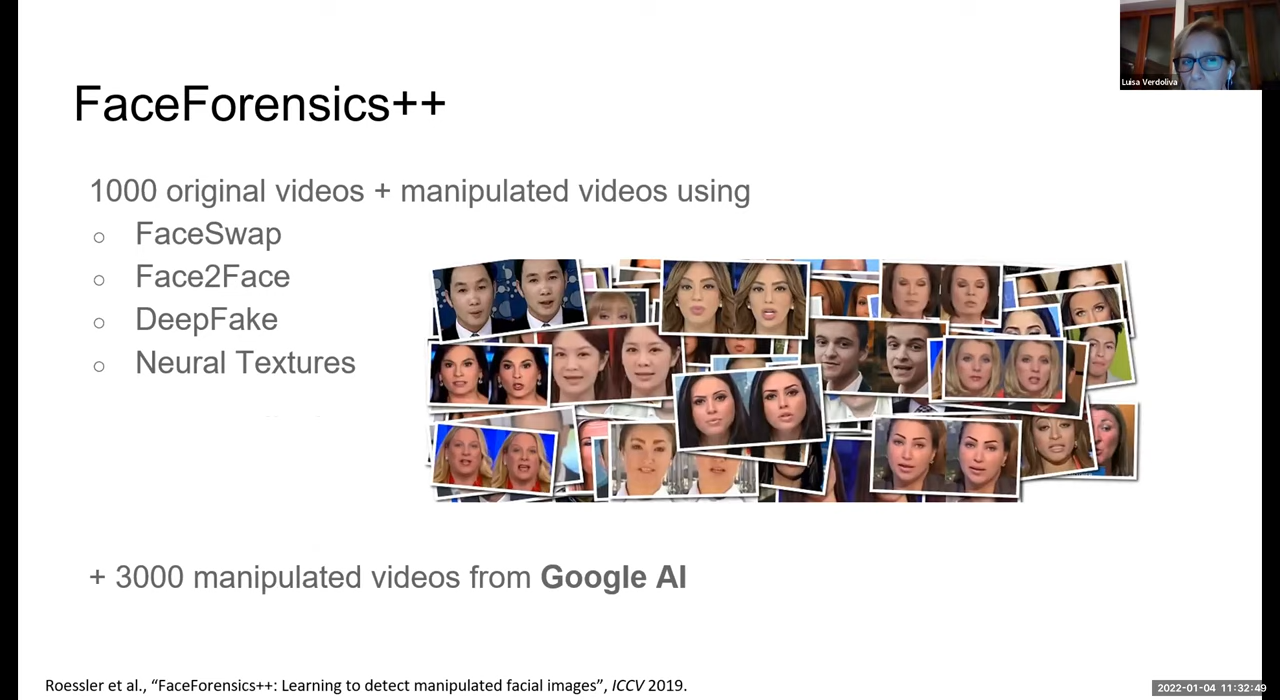 Luisa Verdoliva
FaceForensics++
1000 original videos + manipulated videos using
○ FaceSwap
○ Face2Face
○ DeepFake
○ Neural Textures
+ 3000 manipulated videos from Google AI
Roessler et al., “FaceForensics++: Learning to detect manipulated facial images”, ICCV 2019.
2022-01-04 11:32:49